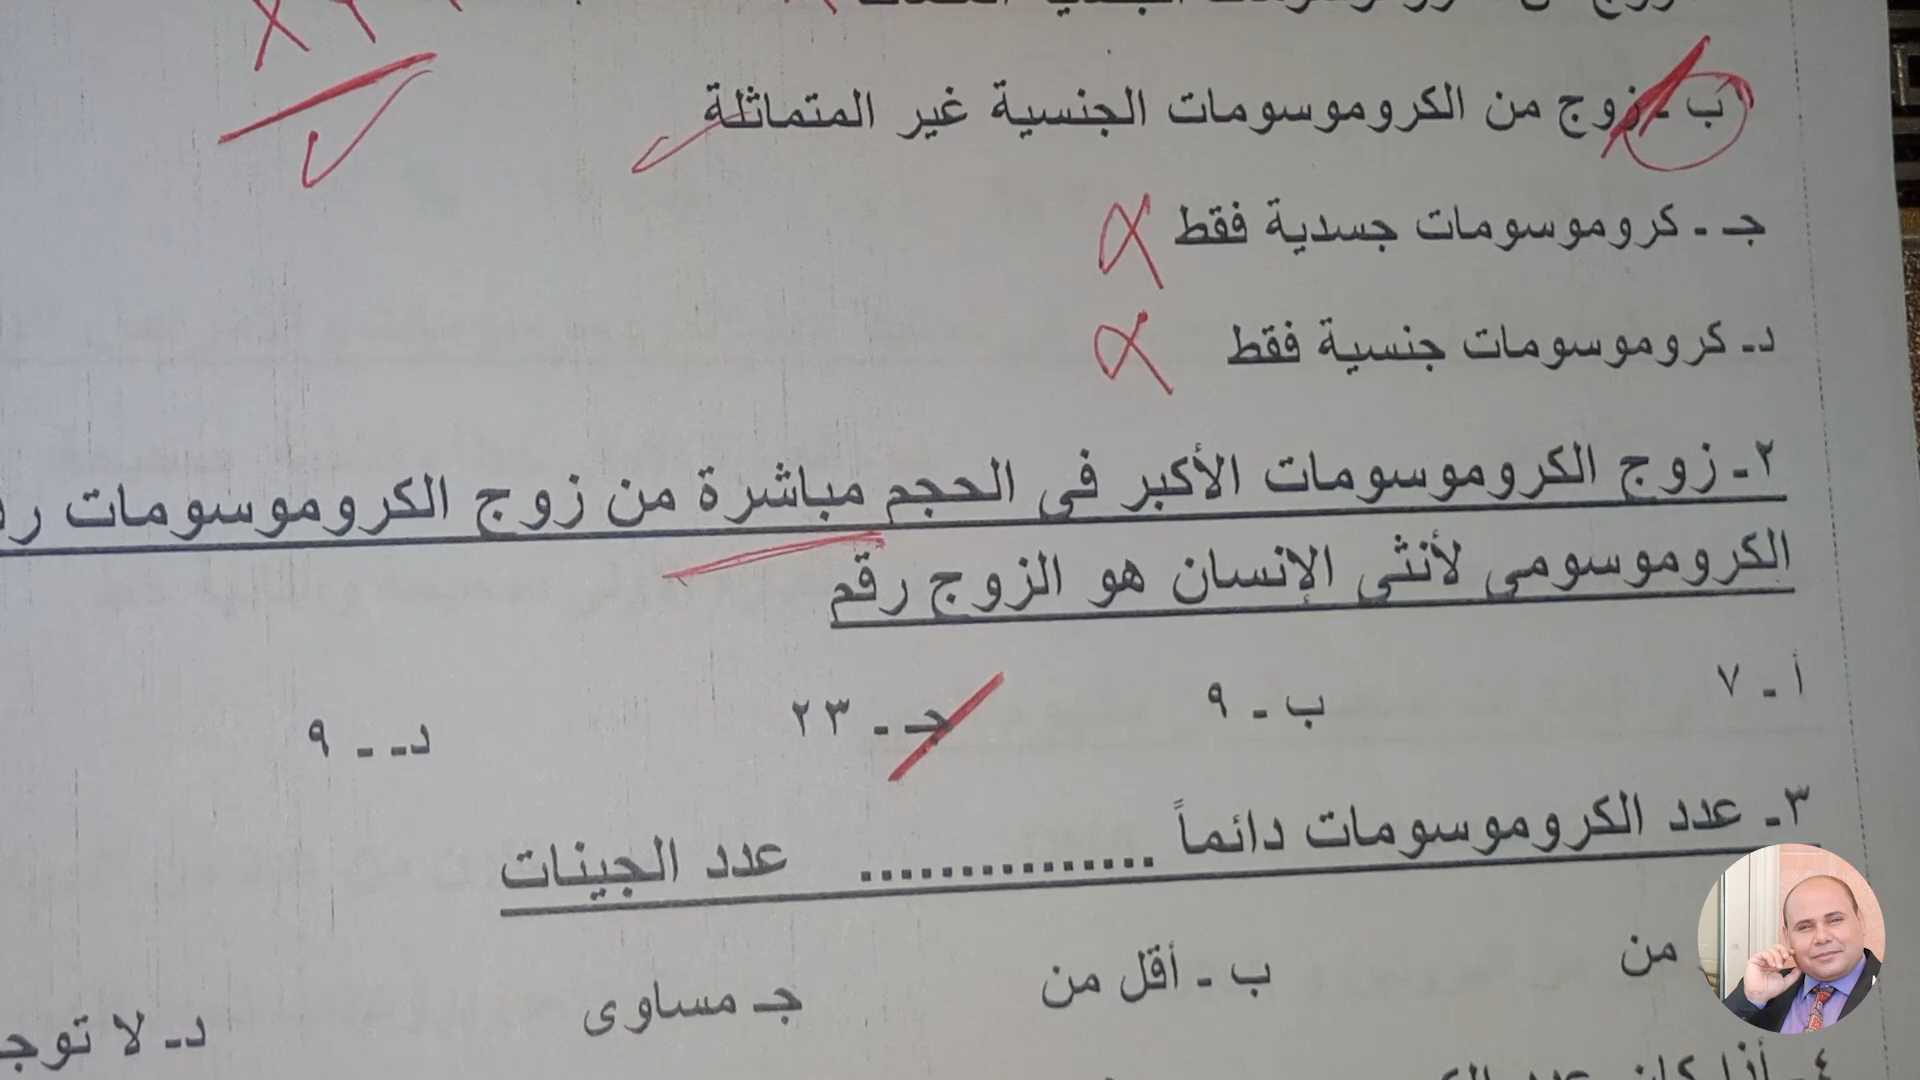 ب - زوج من الكروموسومات الجنسية غير المتماثلة
جـ - كروموسومات جسدية فقط
د- كروموسومات جنسية فقط
٢- زوج الكروموسومات الأكبر فى الحجم مباشرة من زوج الكروموسومات
الكروموسومى لأنثى الإنسان هو الزوج رقم
أ - ٧ ب - ٩ جـ - ٢٣ د- - ٩
٣- عدد الكروموسومات دائماً ............... عدد الجينات
من ب - أقل من جـ مساوى د- لا